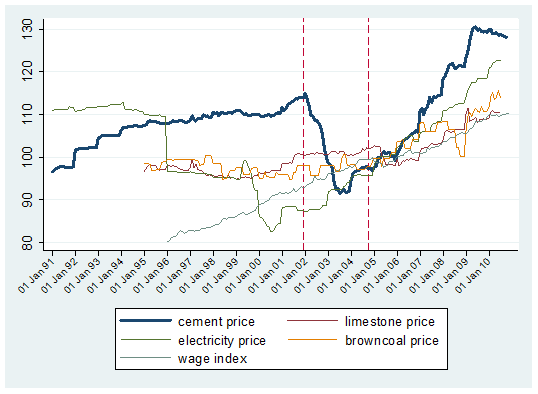 130
120
110
100
90
80
01 Jan 91
01 Jan 92
01 Jan 93
01 Jan 94
01 Jan 95
01 Jan 96
01 Jan 97
01 Jan 98
01 Jan 99
01 Jan 00
01 Jan 01
01 Jan 02
01 Jan 03
01 Jan 04
01 Jan 05
01 Jan 06
01 Jan 07
01 Jan 08
01 Jan 09
01 Jan 10
cement price limestone price
electricity price browncoal price
wage index